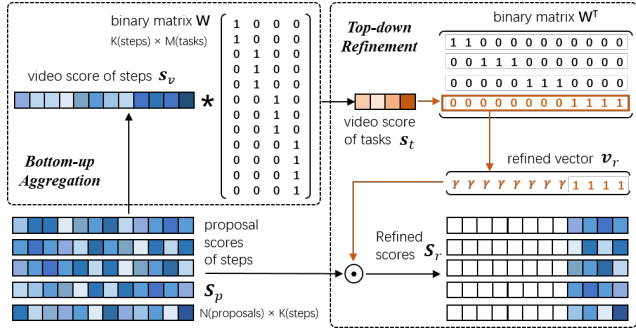 binary matrix W
K(steps) × M(tasks)
video score of steps s_v
*
1 0 0 0
1 0 0 0
0 1 0 0
0 1 0 0
0 1 0 0
0 0 1 0
0 0 1 0
0 0 1 0
0 0 0 1
0 0 0 1
0 0 0 1
0 0 0 1
Bottom-up
Aggregation
proposal
scores
of steps
S_p
N(proposals) × K(steps)
Top-down
Refinement
binary matrix W^T
1 1 0 0 0 0 0 0 0 0 0 0
0 0 1 1 1 0 0 0 0 0 0 0
0 0 0 0 0 1 1 1 0 0 0 0
0 0 0 0 0 0 0 0 1 1 1 1
video score
of tasks s_t
refined vector v_r
γ γ γ γ γ γ γ γ 1 1 1 1
Refined
scores S_r